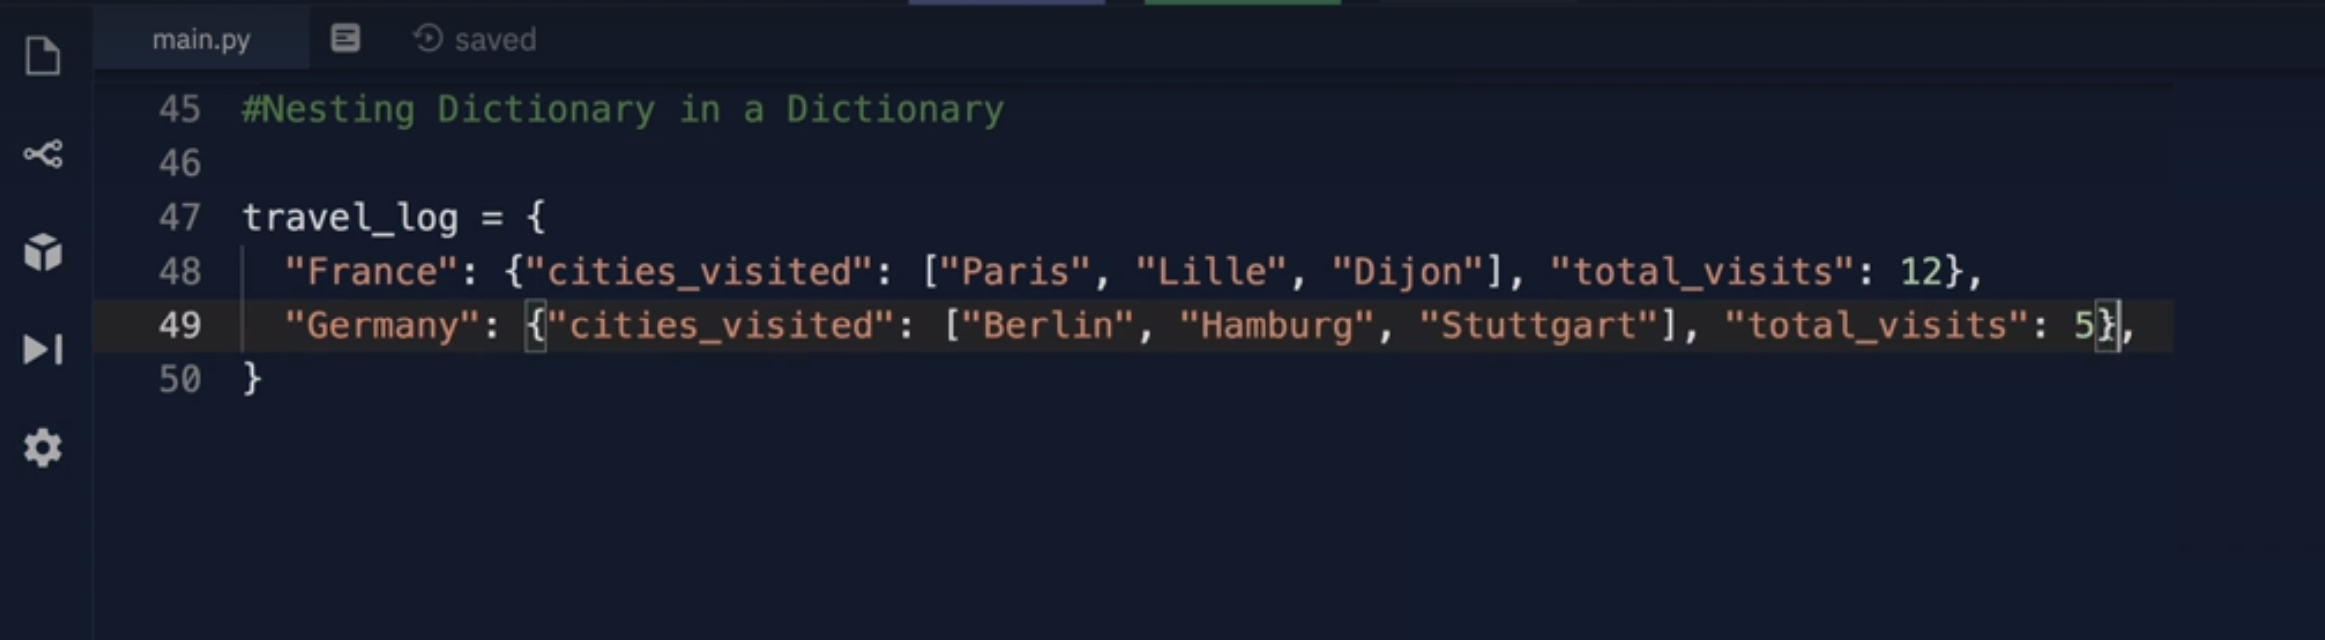 main.py saved
45 #Nesting Dictionary in a Dictionary
46
47 travel_log = {
48 "France": {"cities_visited": ["Paris", "Lille", "Dijon"], "total_visits": 12},
49 "Germany": {"cities_visited": ["Berlin", "Hamburg", "Stuttgart"], "total_visits": 5},
50 }